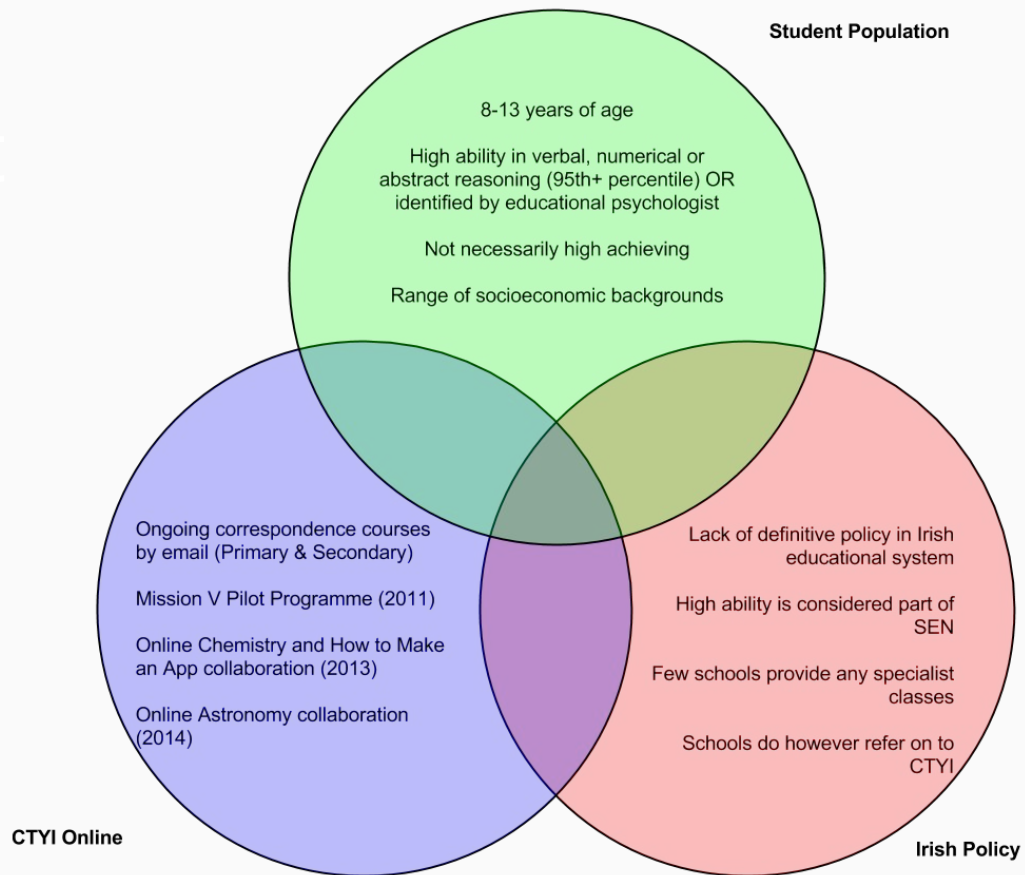 Student Population
8-13 years of age
High ability in verbal, numerical or
abstract reasoning (95th+ percentile) OR
identified by educational psychologist
Not necessarily high achieving
Range of socioeconomic backgrounds
Ongoing correspondence courses
by email (Primary & Secondary)
Mission V Pilot Programme (2011)
Online Chemistry and How to Make
an App collaboration (2013)
Online Astronomy collaboration
(2014)
Lack of definitive policy in Irish
educational system
High ability is considered part of
SEN
Few schools provide any specialist
classes
Schools do however refer on to
CTYI
CTYI Online
Irish Policy